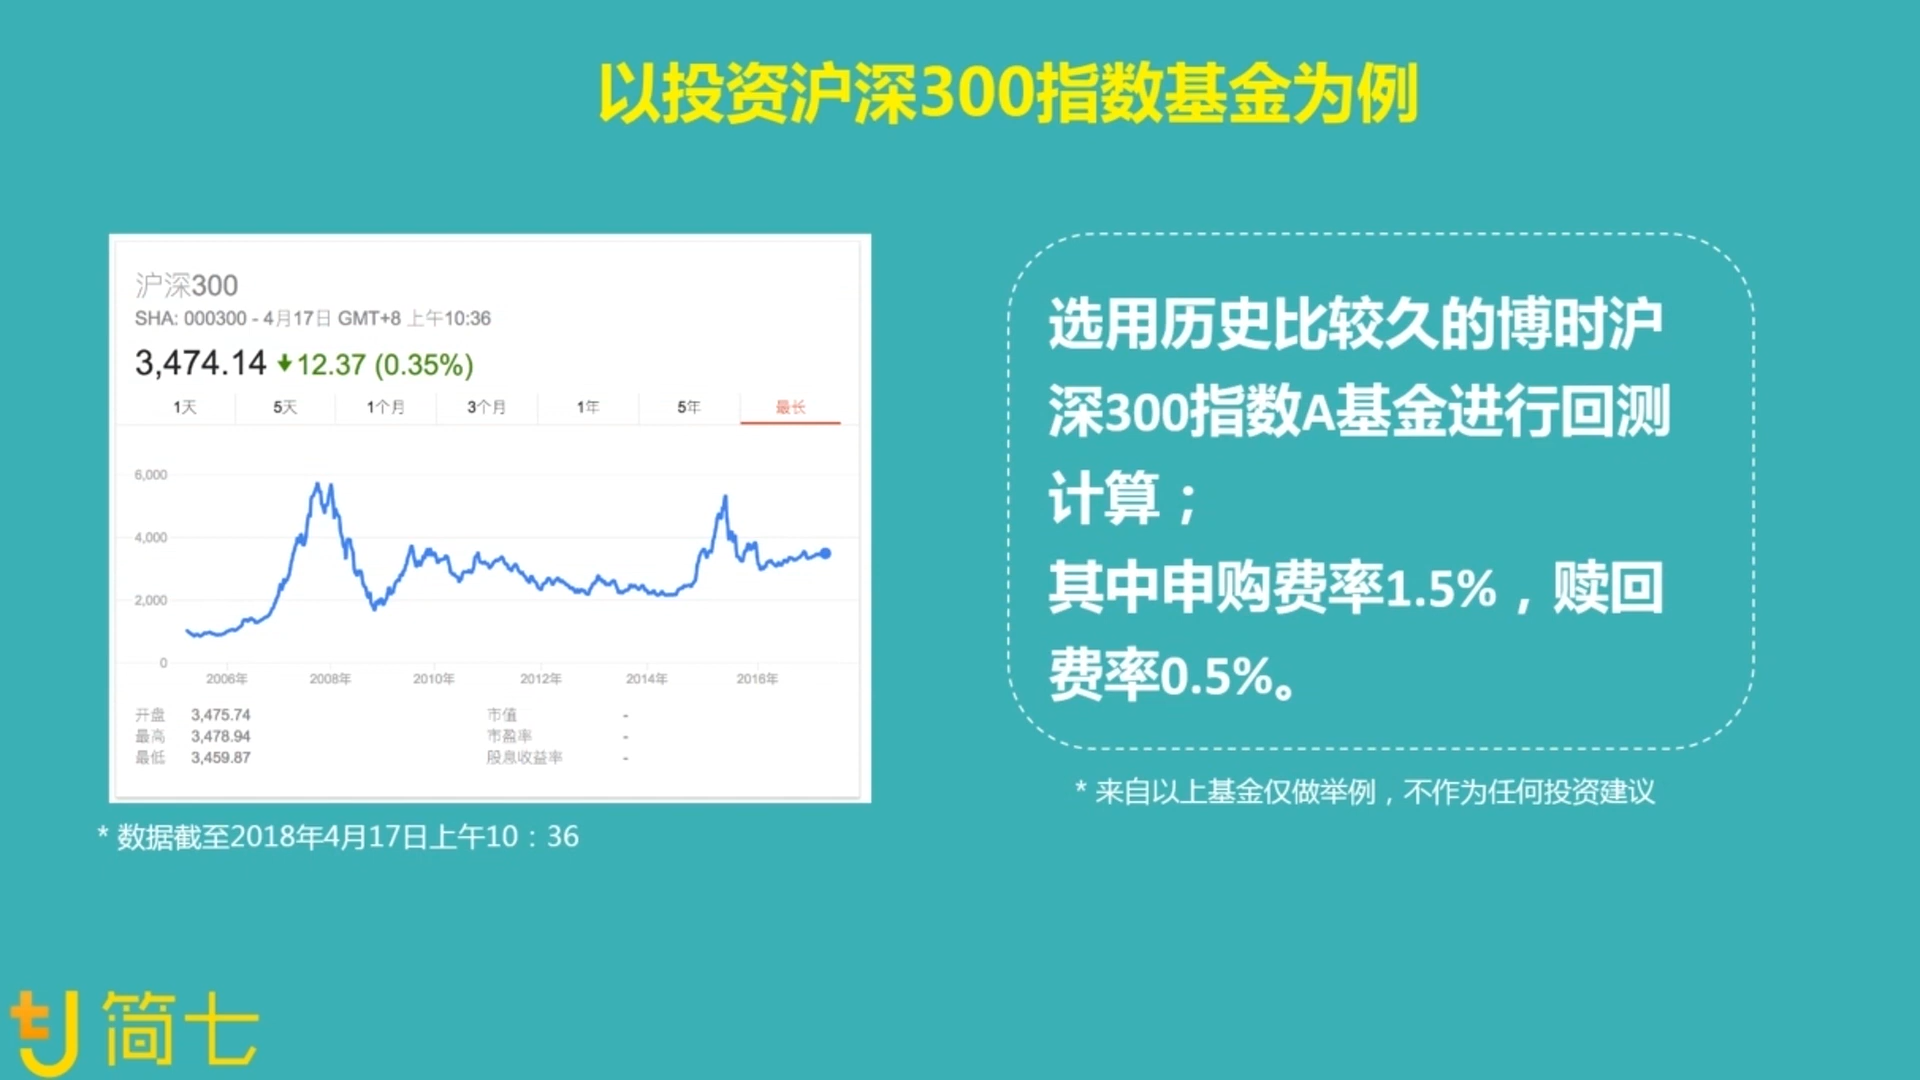 以投资沪深300指数基金为例
沪深300
SHA: 000300 - 4月17日 GMT+8 上午10:36
3,474.14 ↓12.37 (0.35%)
1天 5天 1个月 3个月 1年 5年 最长
6,000
4,000
2,000
0
2006年 2008年 2010年 2012年 2014年 2016年
开盘 3,475.74 市值 -
最高 3,478.94 市盈率 -
最低 3,459.87 股息收益率 -
* 数据截至2018年4月17日上午10：36
选用历史比较久的博时沪
深300指数A基金进行回测
计算；
其中申购费率1.5%，赎回
费率0.5%。
* 来自以上基金仅做举例，不作为任何投资建议
简七